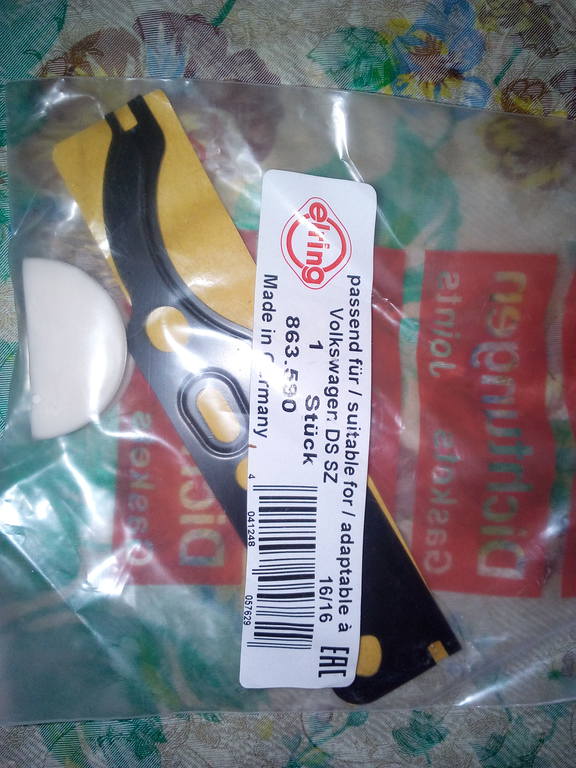 elring
passend für / suitable for / adaptable à
Volkswagen DS SZ 16/16
1 Stück
863.590
Made in Germany
4 041248 057629
EAC
Dichtungen
Gaskets Joints